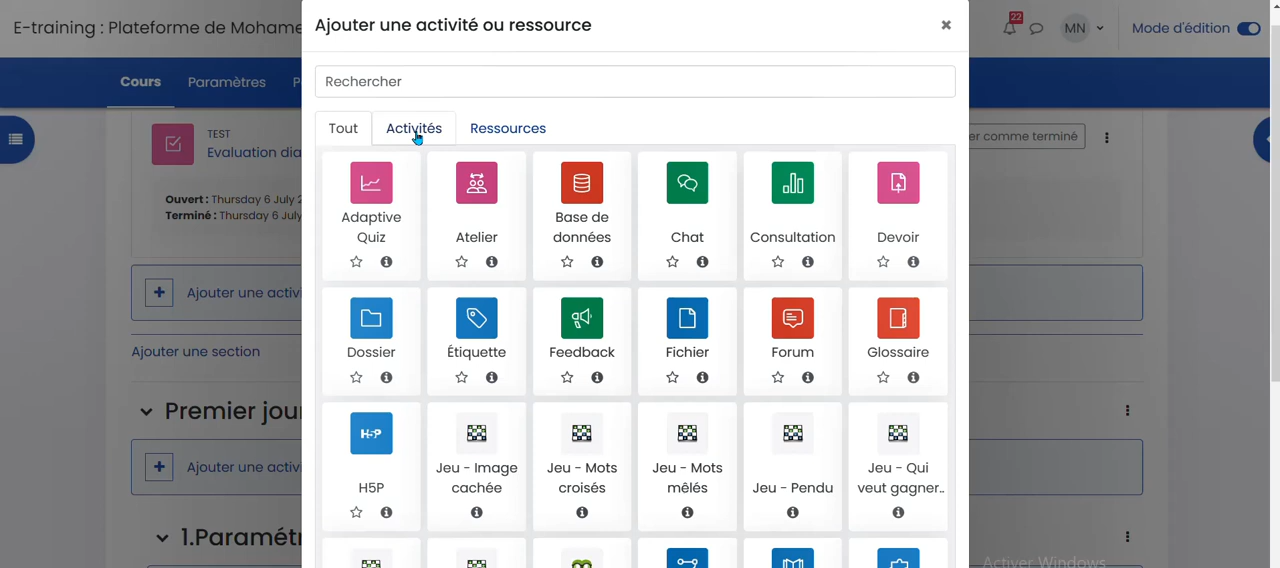 E-training : Plateforme de Mohame
Ajouter une activité ou ressource
×
22
MN
Mode d'édition
Cours
Paramètres
P
Rechercher
Tout
Activités
Ressources
TEST
Evaluation dia
er comme terminé
Ouvert : Thursday 6 July 2
Terminé : Thursday 6 July
Adaptive Quiz
Atelier
Base de données
Chat
Consultation
Devoir
Ajouter une activi
Dossier
Étiquette
Feedback
Fichier
Forum
Glossaire
Ajouter une section
Premier jour
H-P
H5P
Jeu - Image cachée
Jeu - Mots croisés
Jeu - Mots mêlés
Jeu - Pendu
Jeu - Qui veut gagner..
Ajouter une activi
1.Paramétr
Activer Windows